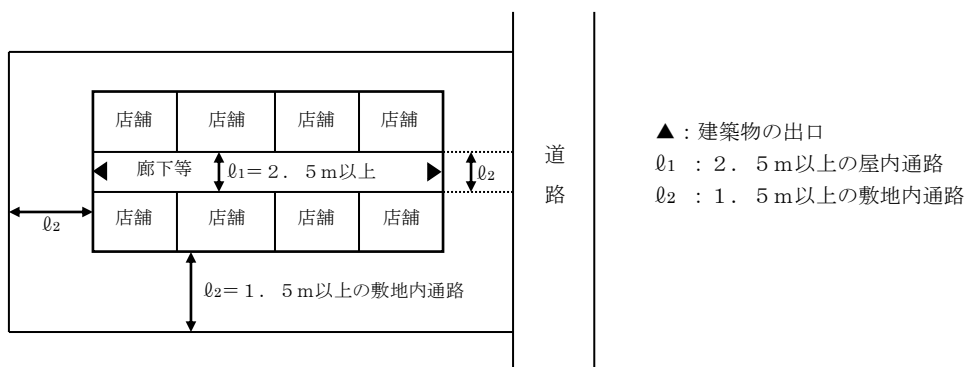 店舗 店舗 店舗 店舗
廊下等 ℓ₁＝２．５ｍ以上 ℓ₂
店舗 店舗 店舗 店舗
ℓ₂
ℓ₂＝１．５ｍ以上の敷地内通路
道
路
▲：建築物の出口
ℓ₁ ：２．５ｍ以上の屋内通路
ℓ₂ ：１．５ｍ以上の敷地内通路